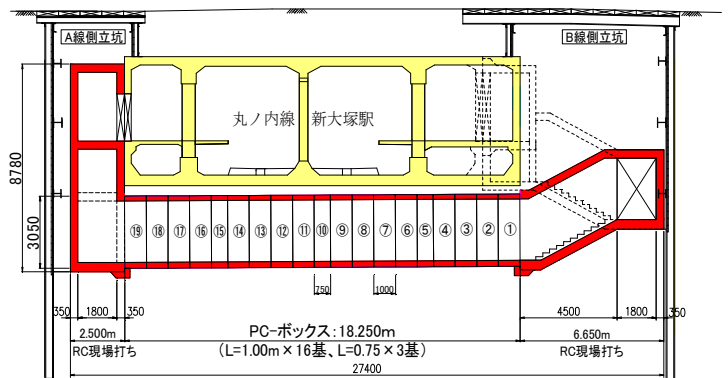 A線側立坑
B線側立坑
丸ノ内線 新大塚駅
8780
3050
⑲ ⑱ ⑰ ⑯ ⑮ ⑭ ⑬ ⑫ ⑪ ⑩ ⑨ ⑧ ⑦ ⑥ ⑤ ④ ③ ② ①
750
1000
350 1800 350
4500 1800 350
2.500m
PC-ボックス:18.250m
6.650m
RC現場打ち
(L=1.00m×16基、L=0.75×3基)
RC現場打ち
27400